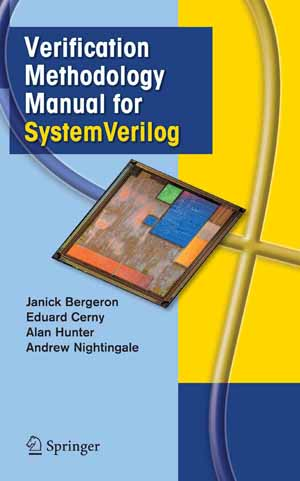 Verification
Methodology
Manual for
SystemVerilog
Janick Bergeron
Eduard Cerny
Alan Hunter
Andrew Nightingale
Springer